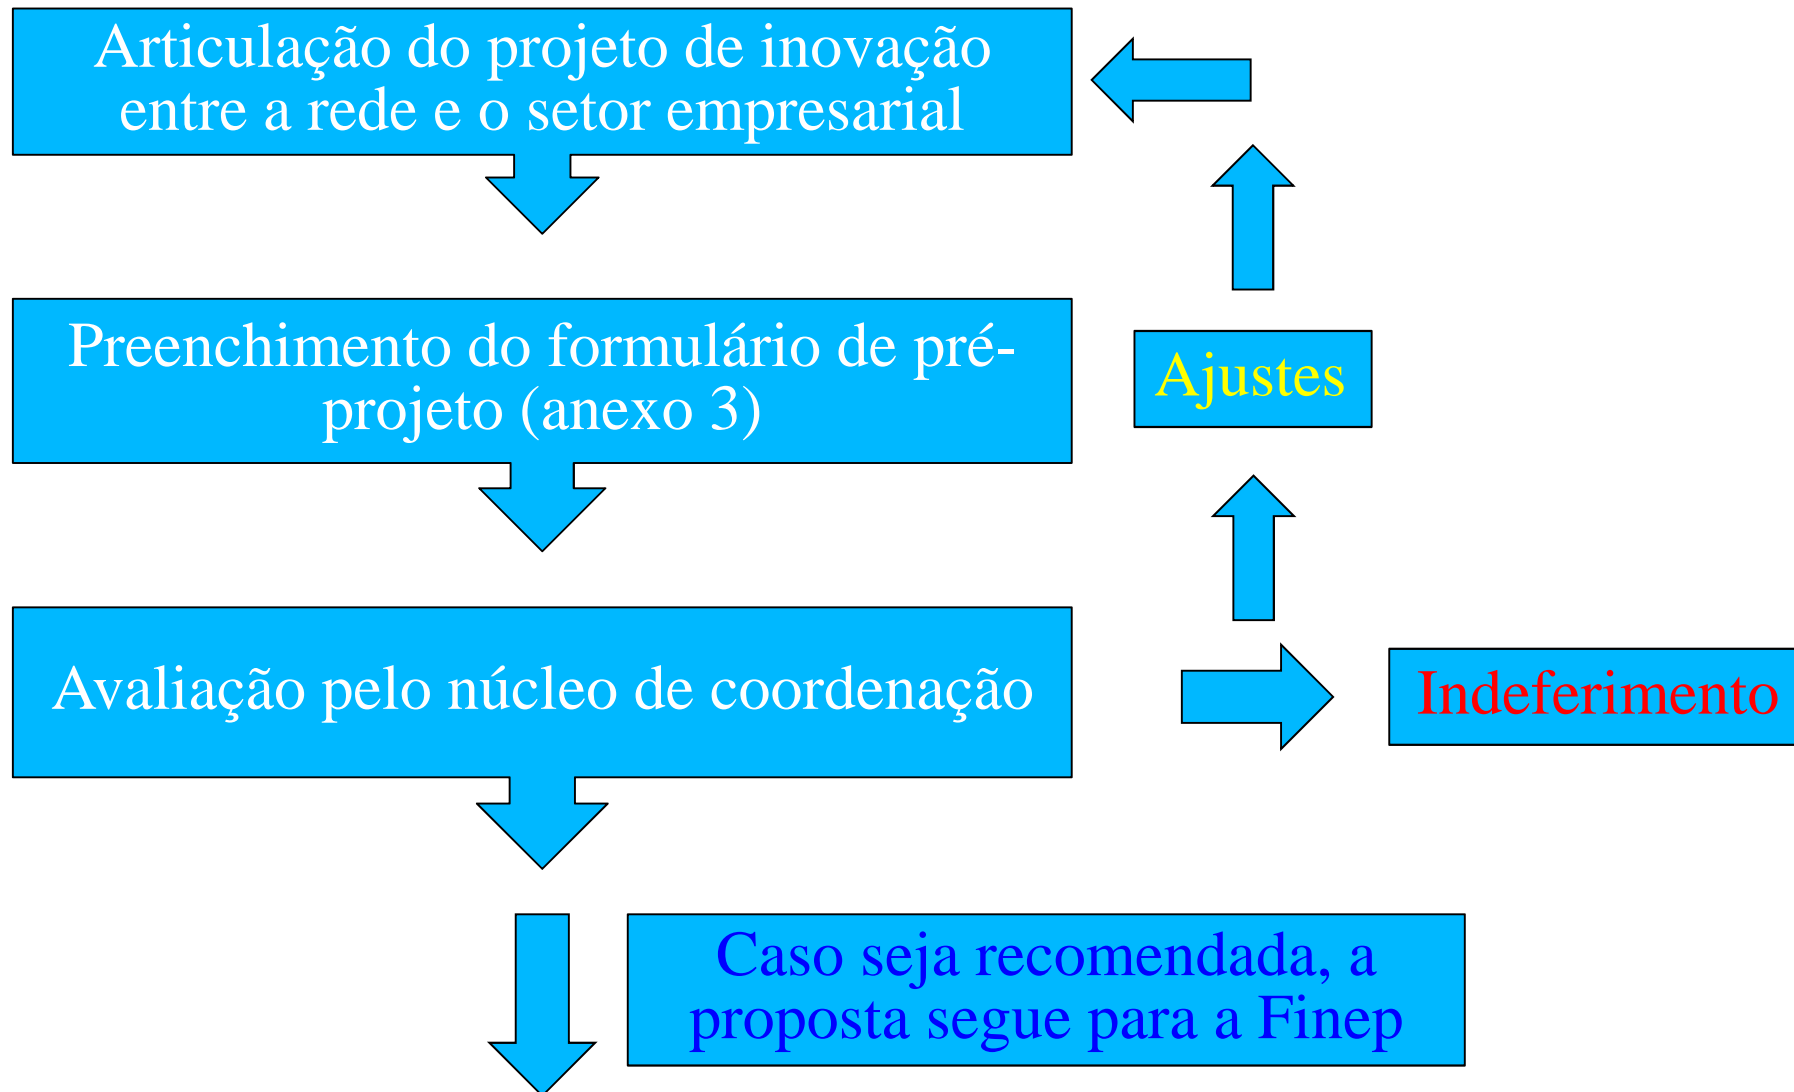 Articulação do projeto de inovação
entre a rede e o setor empresarial
Preenchimento do formulário de pré-
projeto (anexo 3)
Ajustes
Avaliação pelo núcleo de coordenação
Indeferimento
Caso seja recomendada, a
proposta segue para a Finep